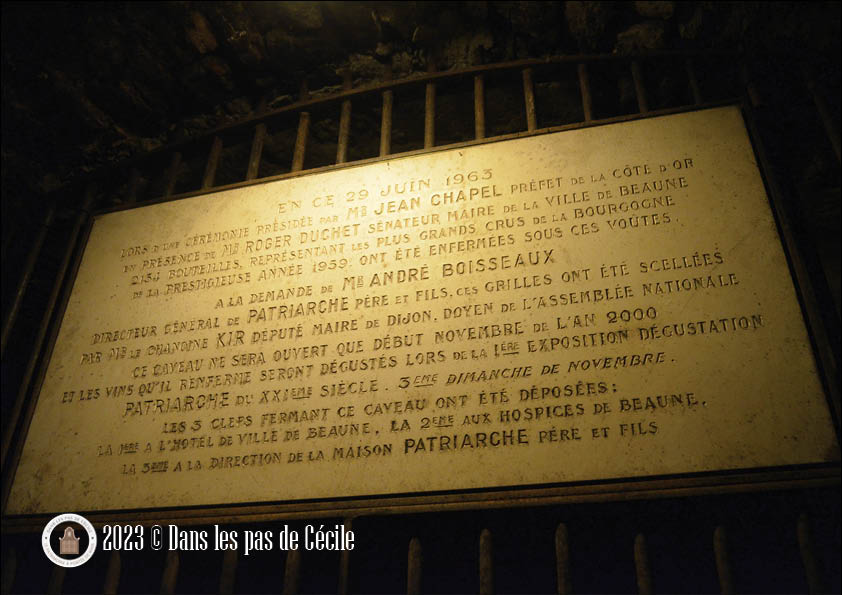 EN CE 29 JUIN 1963
LORS D'UNE CÉRÉMONIE PRÉSIDÉE PAR MR JEAN CHAPEL PRÉFET DE LA CÔTE D'OR
EN PRÉSENCE DE MR ROGER DUCHET SÉNATEUR MAIRE DE LA VILLE DE BEAUNE
2134 BOUTEILLES, REPRÉSENTANT LES PLUS GRANDS CRUS DE LA BOURGOGNE
DE LA PRESTIGIEUSE ANNÉE 1959, ONT ÉTÉ ENFERMÉES SOUS CES VOÛTES.
A LA DEMANDE DE MR ANDRÉ BOISSEAUX
DIRECTEUR GÉNÉRAL DE PATRIARCHE PÈRE ET FILS, CES GRILLES ONT ÉTÉ SCELLÉES
PAR MR LE CHANOINE KIR DÉPUTÉ MAIRE DE DIJON, DOYEN DE L'ASSEMBLÉE NATIONALE
CE CAVEAU NE SERA OUVERT QUE DÉBUT NOVEMBRE DE L'AN 2000
ET LES VINS QU'IL RENFERME SERONT DÉGUSTÉS LORS DE LA 1ÈRE EXPOSITION DÉGUSTATION
PATRIARCHE DU XXIEME SIÈCLE. 3EME DIMANCHE DE NOVEMBRE.
LES 3 CLEFS FERMANT CE CAVEAU ONT ÉTÉ DÉPOSÉES:
LA 1ÈRE A L'HÔTEL DE VILLE DE BEAUNE, LA 2ÈME AUX HOSPICES DE BEAUNE,
LA 3ÈME A LA DIRECTION DE LA MAISON PATRIARCHE PÉRE ET FILS
2023 © Dans les pas de Cécile